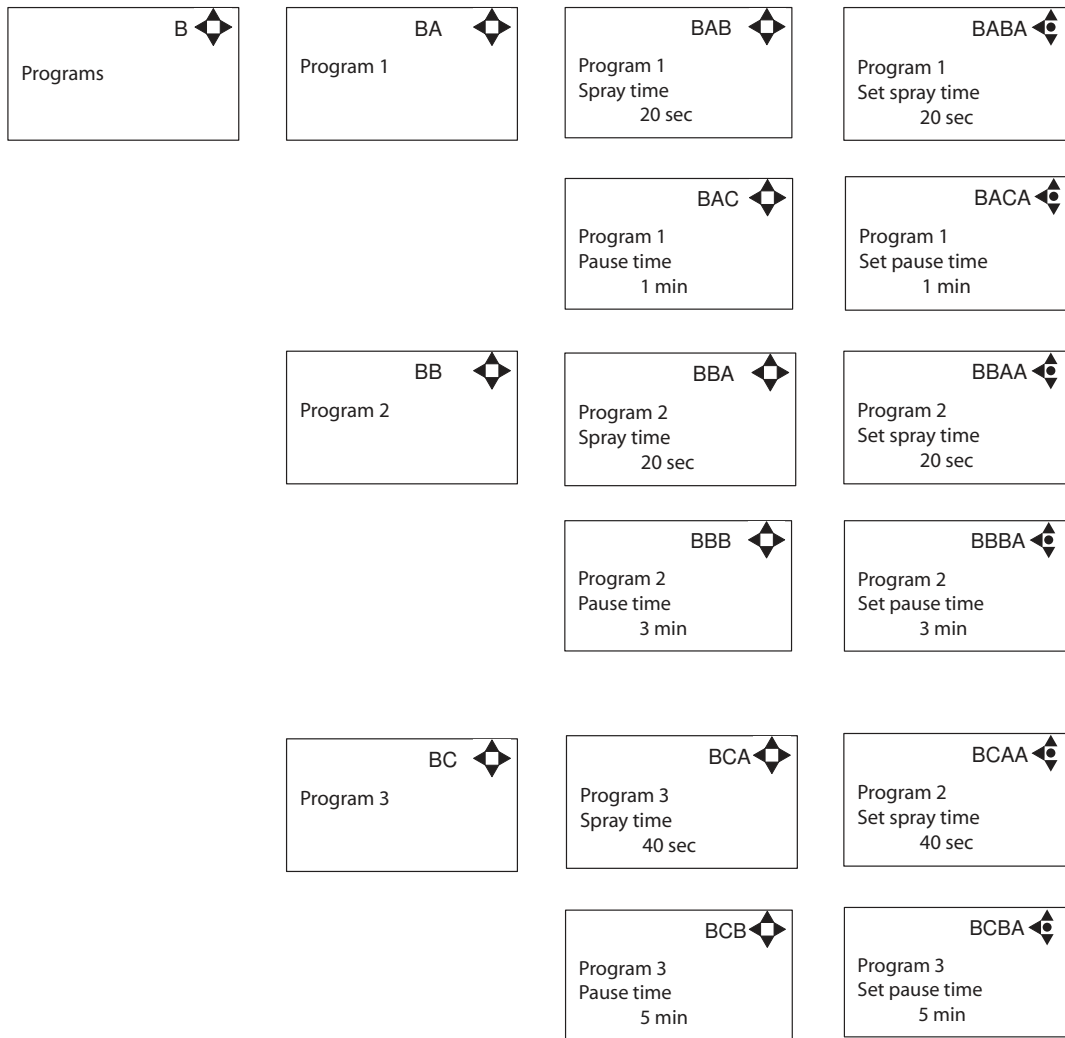 B
Programs
BA
Program 1
BAB
Program 1
Spray time
20 sec
BABA
Program 1
Set spray time
20 sec
BAC
Program 1
Pause time
1 min
BACA
Program 1
Set pause time
1 min
BB
Program 2
BBA
Program 2
Spray time
20 sec
BBAA
Program 2
Set spray time
20 sec
BBB
Program 2
Pause time
3 min
BBBA
Program 2
Set pause time
3 min
BC
Program 3
BCA
Program 3
Spray time
40 sec
BCAA
Program 2
Set spray time
40 sec
BCB
Program 3
Pause time
5 min
BCBA
Program 3
Set pause time
5 min